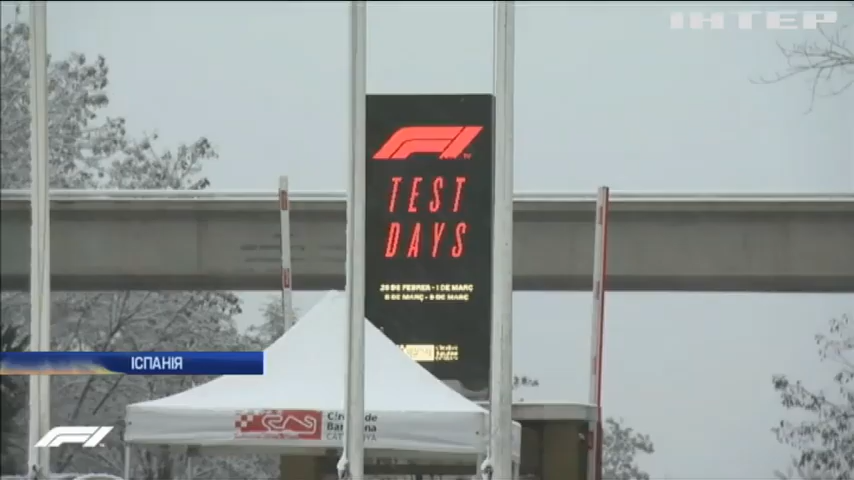 ІНТЕР
F1
TEST
DAYS
26 DE FEBRER - 1 DE MARÇ
6 DE MARÇ - 9 DE MARÇ
ІСПАНІЯ
Circuit de
Barcelona
CATALUNYA
F1